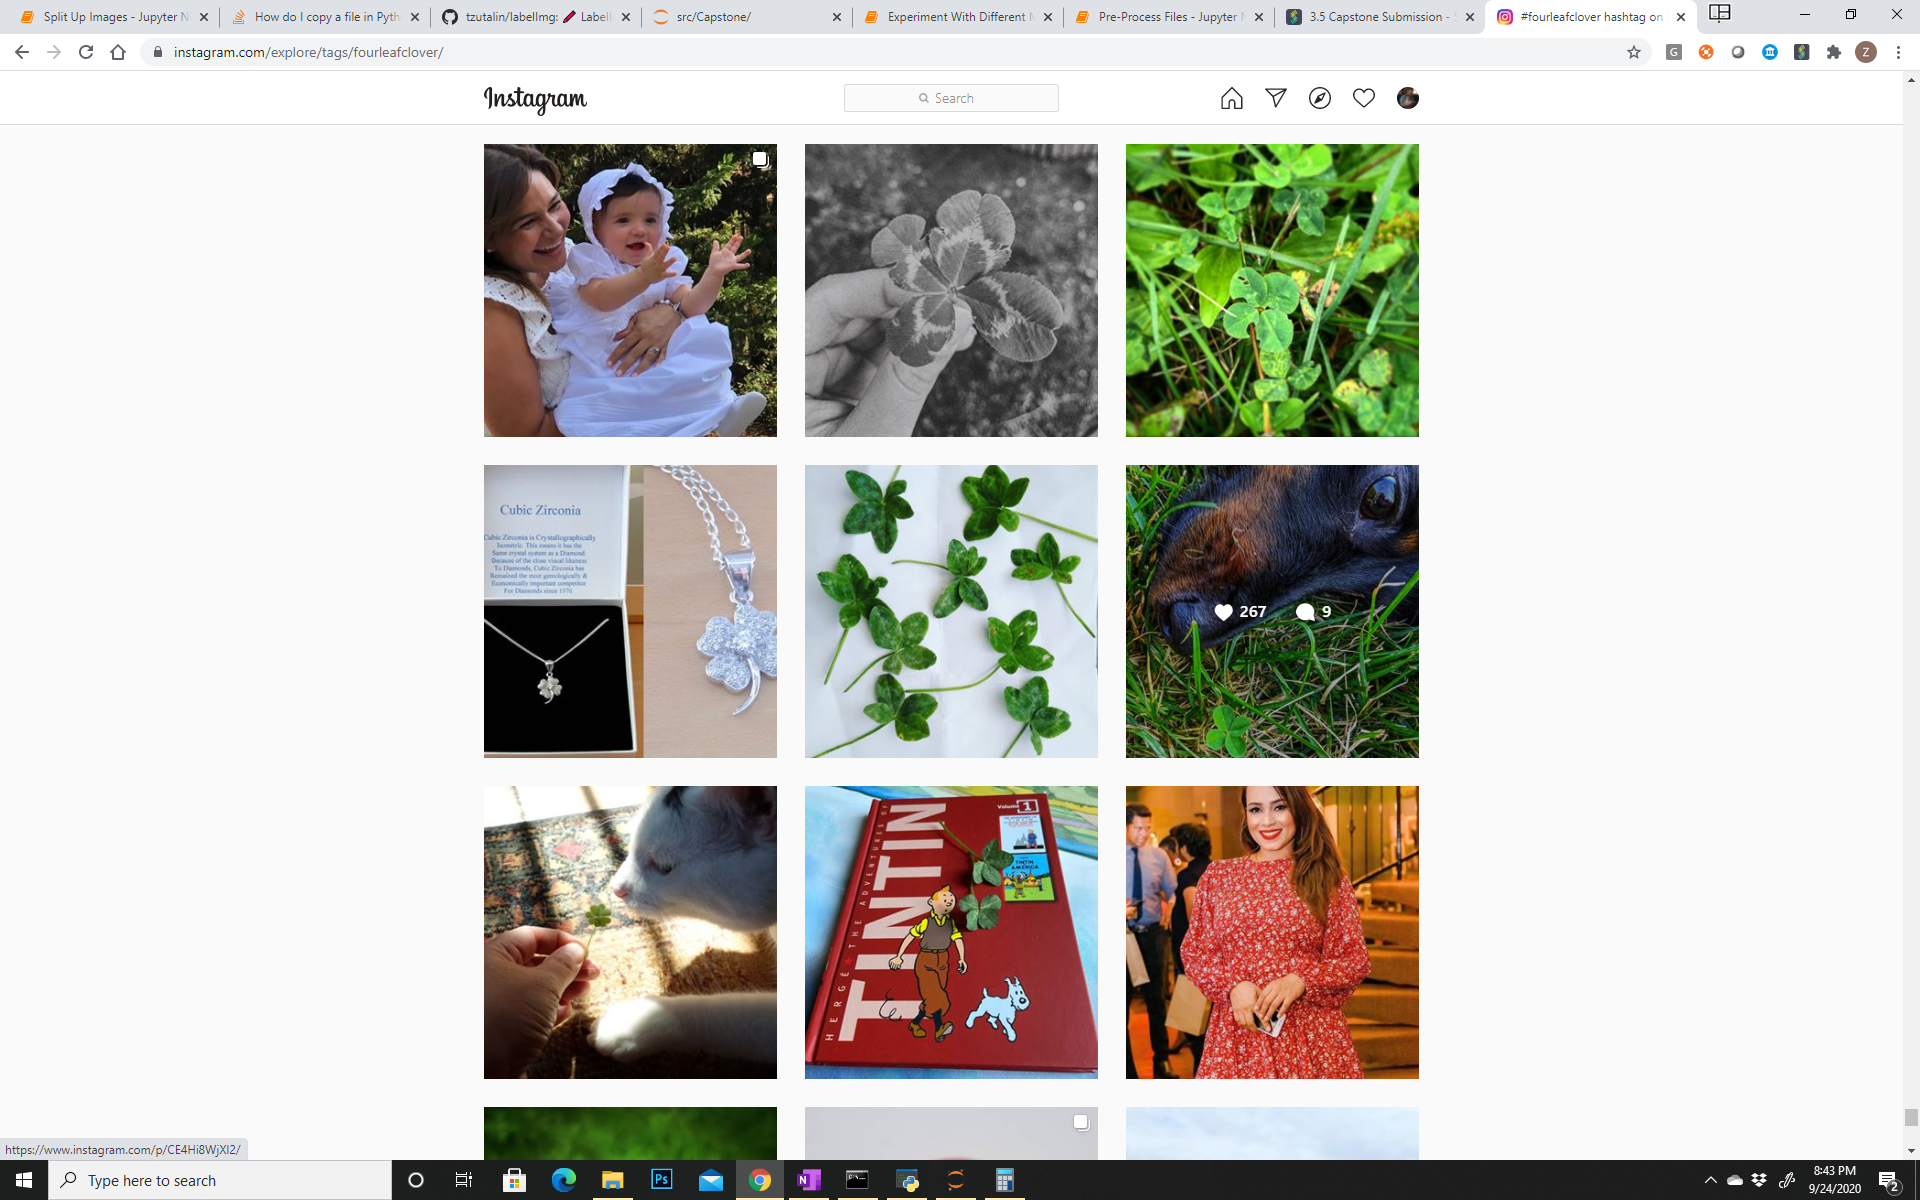 Split Up Images - Jupyter N
How do I copy a file in Pyth
tzutalin/labelImg: 🖍 Labell
src/Capstone/
Experiment With Different M
Pre-Process Files - Jupyter N
3.5 Capstone Submission - S
#fourleafclover hashtag on
instagram.com/explore/tags/fourleafclover/
G
Z
Instagram
Search
Cubic Zirconia
Cubic Zirconia is Crystallographically
Isometric. This means it has the
Same crystal system as a Diamond
Because of the close visual likeness
To Diamonds, Cubic Zirconia has
Remained the most gemologically &
Economically important competitor
For Diamonds since 1976.
267
9
Volume 1
HERGÉ ★ THE ADVENTURES OF
TINTIN
TINTIN
AMERICA
https://www.instagram.com/p/CE4Hi8WjXI2/
Type here to search
Ps
N
8:43 PM
9/24/2020
2